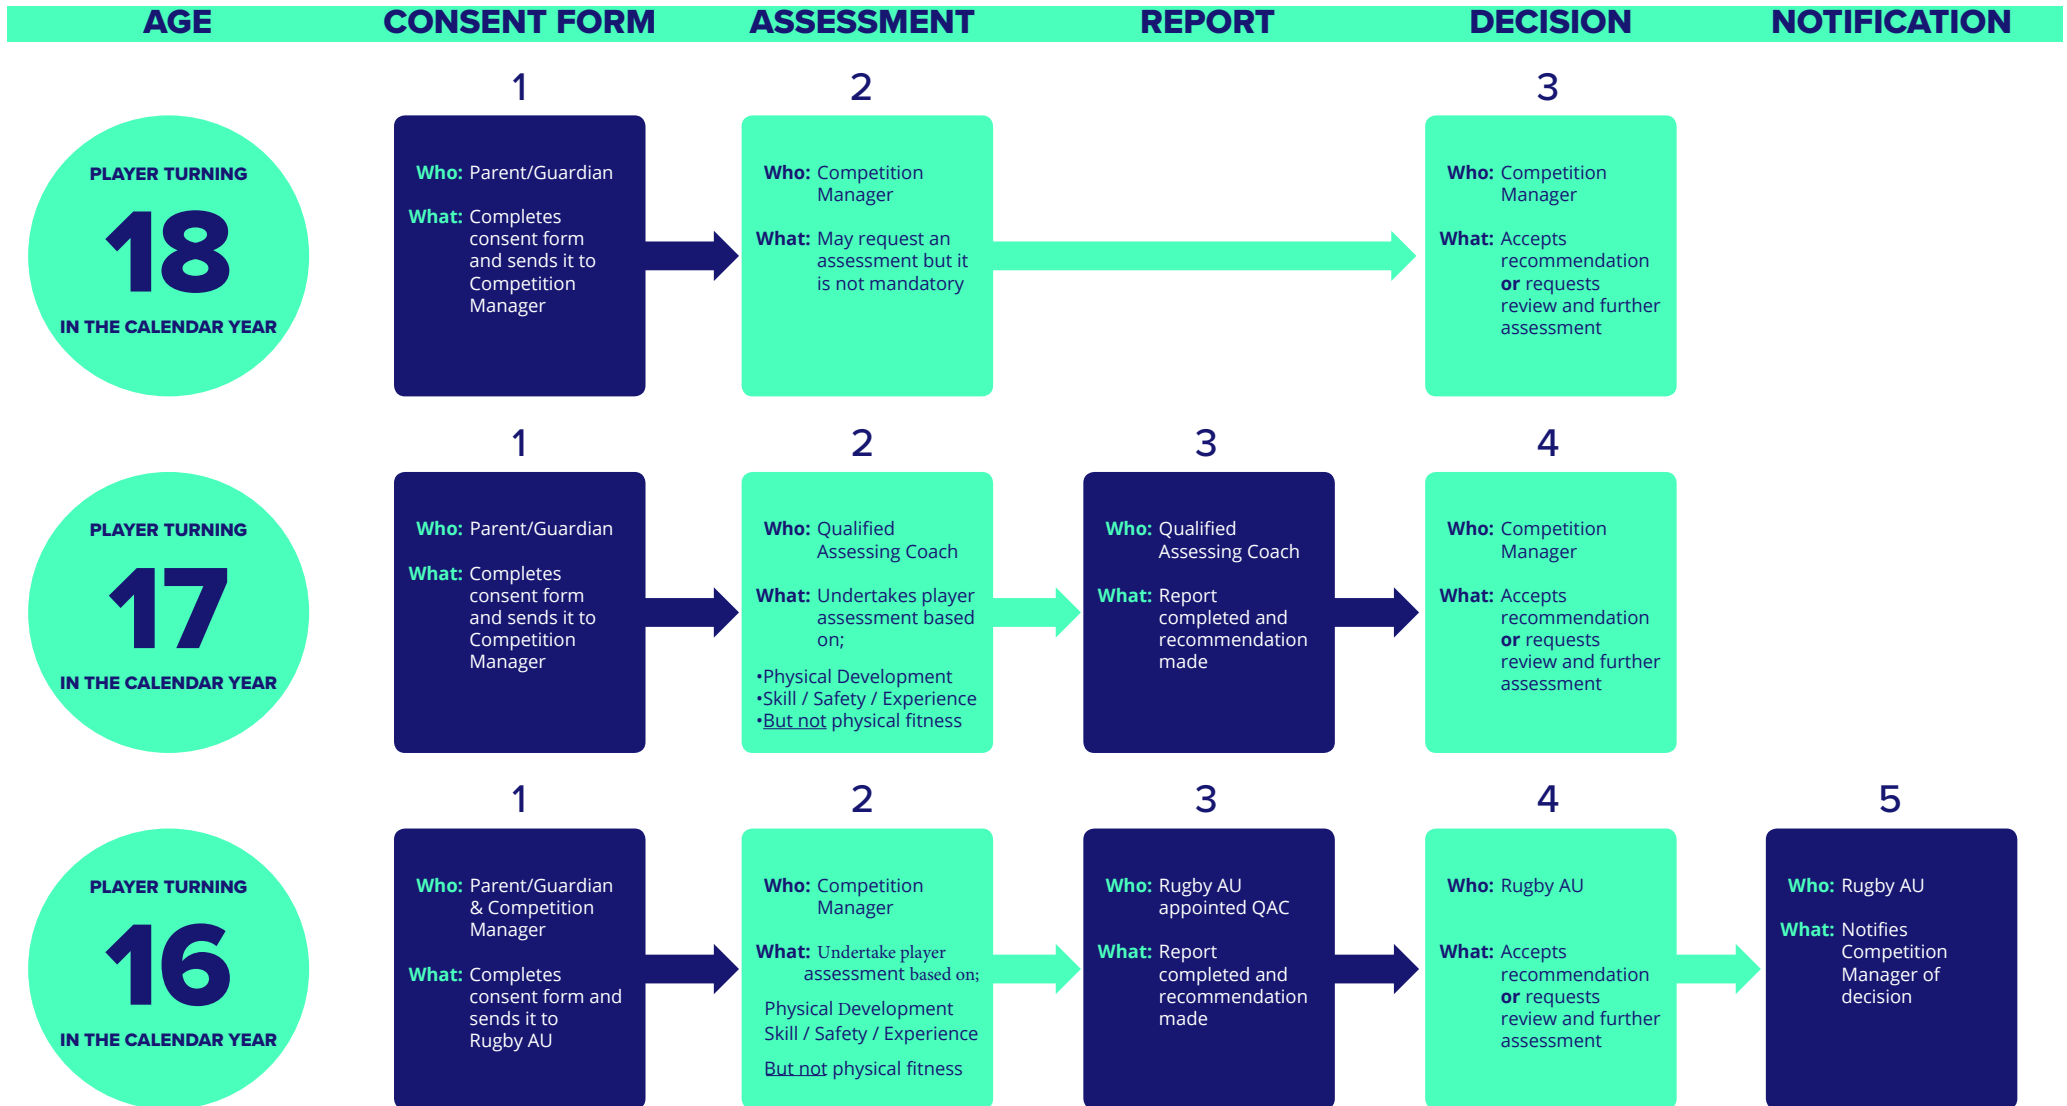 AGE CONSENT FORM ASSESSMENT REPORT DECISION NOTIFICATION
PLAYER TURNING
18
IN THE CALENDAR YEAR
1
Who: Parent/Guardian
What: Completes
consent form
and sends it to
Competition
Manager
2
Who: Competition
Manager
What: May request an
assessment but it
is not mandatory
3
Who: Competition
Manager
What: Accepts
recommendation
or requests
review and further
assessment
PLAYER TURNING
17
IN THE CALENDAR YEAR
1
Who: Parent/Guardian
What: Completes
consent form
and sends it to
Competition
Manager
2
Who: Qualified
Assessing Coach
What: Undertakes player
assessment based
on;
•Physical Development
•Skill / Safety / Experience
•But not physical fitness
3
Who: Qualified
Assessing Coach
What: Report
completed and
recommendation
made
4
Who: Competition
Manager
What: Accepts
recommendation
or requests
review and further
assessment
PLAYER TURNING
16
IN THE CALENDAR YEAR
1
Who: Parent/Guardian
& Competition
Manager
What: Completes
consent form and
sends it to
Rugby AU
2
Who: Competition
Manager
What: Undertake player
assessment based on;
Physical Development
Skill / Safety / Experience
But not physical fitness
3
Who: Rugby AU
appointed QAC
What: Report
completed and
recommendation
made
4
Who: Rugby AU
What: Accepts
recommendation
or requests
review and further
assessment
5
Who: Rugby AU
What: Notifies
Competition
Manager of
decision